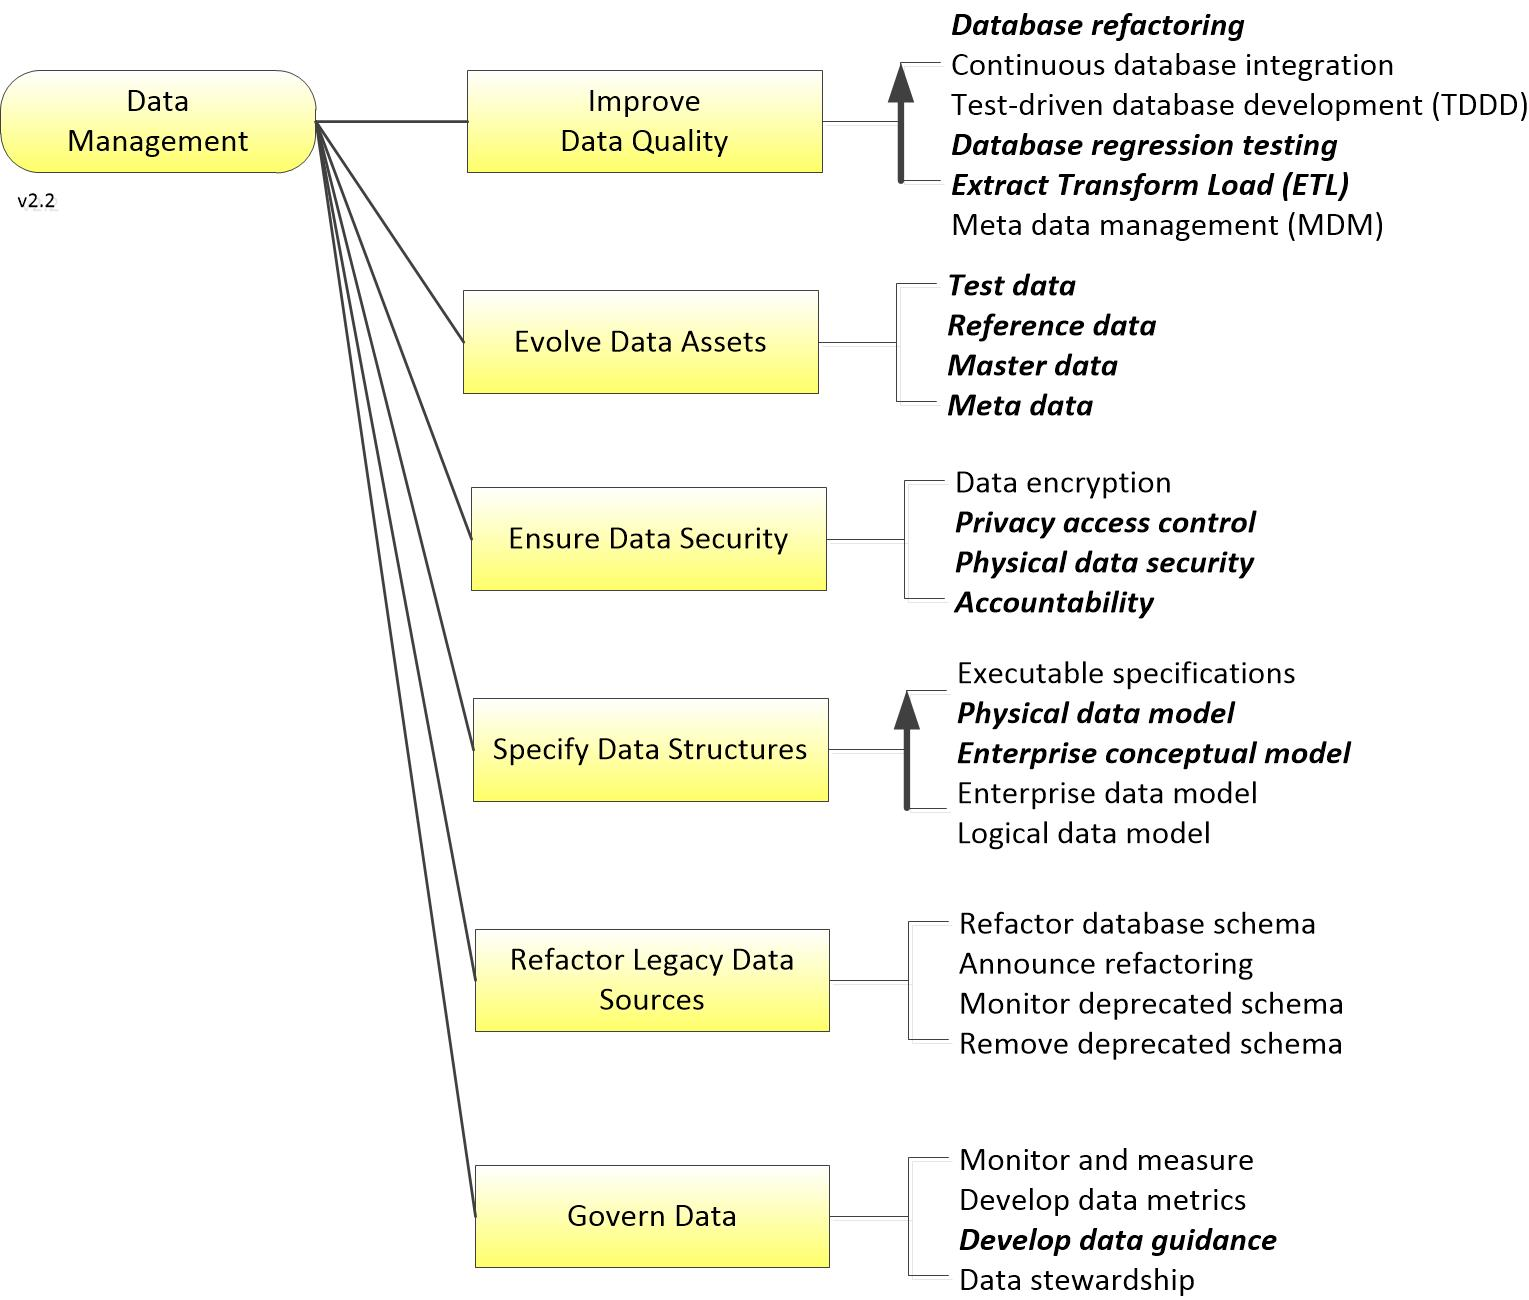 Data
Management
v2.2
Improve
Data Quality
Database refactoring
Continuous database integration
Test-driven database development (TDDD)
Database regression testing
Extract Transform Load (ETL)
Meta data management (MDM)
Evolve Data Assets
Test data
Reference data
Master data
Meta data
Ensure Data Security
Data encryption
Privacy access control
Physical data security
Accountability
Specify Data Structures
Executable specifications
Physical data model
Enterprise conceptual model
Enterprise data model
Logical data model
Refactor Legacy Data
Sources
Refactor database schema
Announce refactoring
Monitor deprecated schema
Remove deprecated schema
Govern Data
Monitor and measure
Develop data metrics
Develop data guidance
Data stewardship